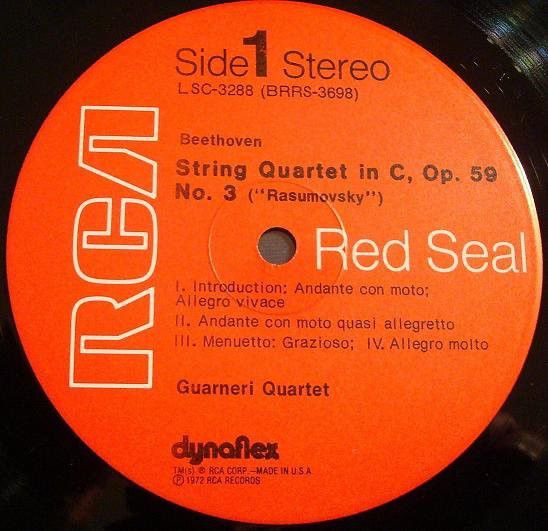 Side 1 Stereo
LSC-3288 (BRRS-3698)
Beethoven
String Quartet in C, Op. 59
No. 3 ("Rasumovsky")
RCA
Red Seal
I. Introduction: Andante con moto;
Allegro vivace
II. Andante con moto quasi allegretto
III. Menuetto: Grazioso; IV. Allegro molto
Guarneri Quartet
dynaflex
TM(s) ® RCA CORP.—MADE IN U.S.A.
Ⓟ 1972 RCA RECORDS